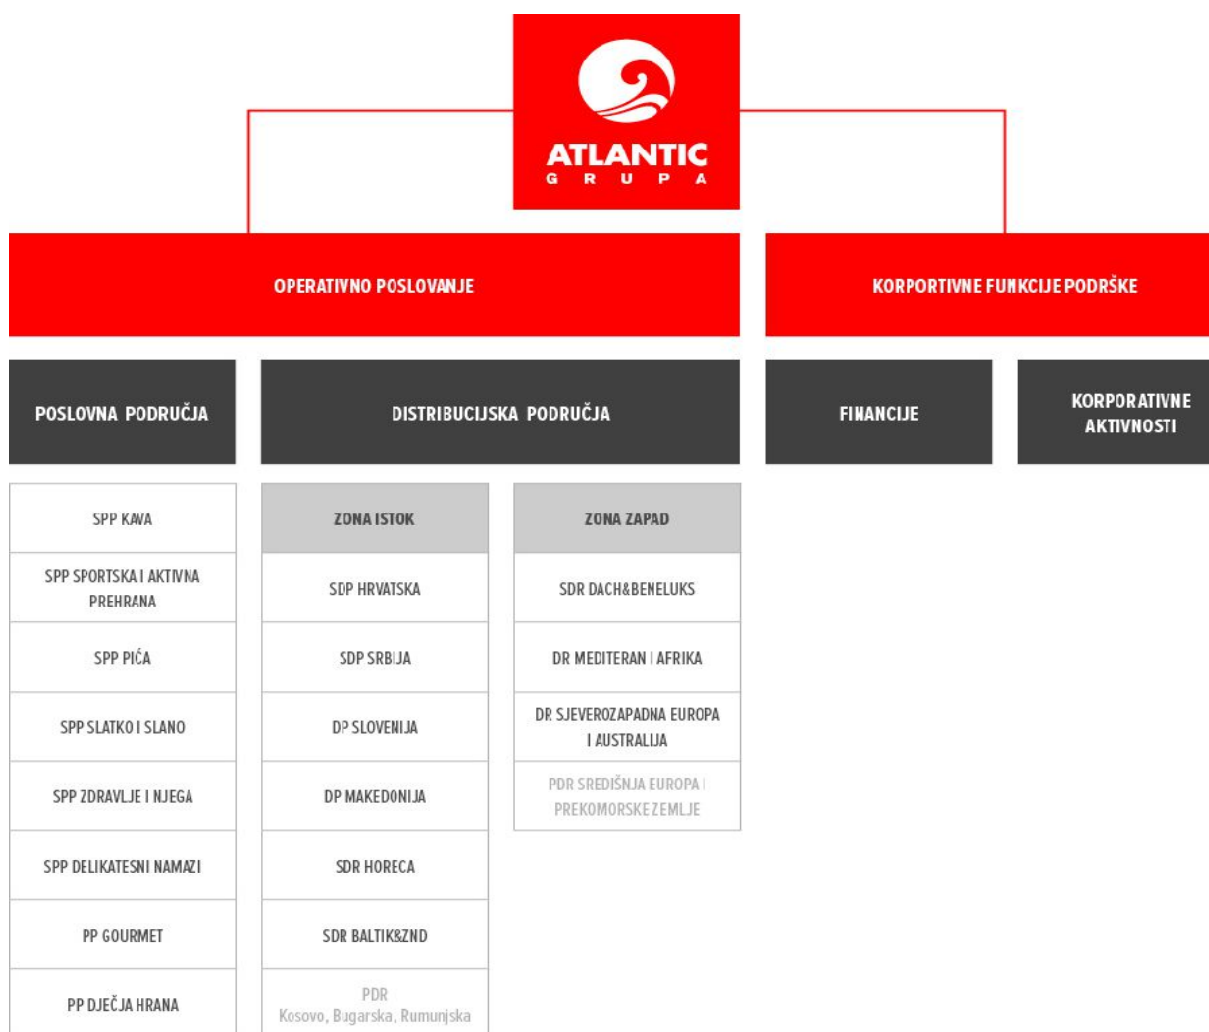 ATLANTIC
GRUPA
OPERATIVNO POSLOVANJE
KORPORTIVNE FUNKCIJE PODRŠKE
POSLOVNA PODRUČJA
DISTRIBUCIJSKA PODRUČJA
FINANCIJE
KORPORATIVNE
AKTIVNOSTI
SPP KAVA
SPP SPORTSKA I AKTIVNA
PREHRANA
SPP PIĆA
SPP SLATKO I SLANO
SPP ZDRAVLJE I NJEGA
SPP DELIKATESNI NAMAZI
PP GOURMET
PP DJEČJA HRANA
ZONA ISTOK
SDP HRVATSKA
SDP SRBIJA
DP SLOVENIJA
DP MAKEDONIJA
SDR HORECA
SDR BALTIK&ZND
PDR
Kosovo, Bugarska, Rumunjska
ZONA ZAPAD
SDR DACH&BENELUKS
DR MEDITERAN I AFRIKA
DR SJEVEROZAPADNA EUROPA
I AUSTRALIJA
PDR SREDIŠNJA EUROPA I
PREKOMORSKE ZEMLJE